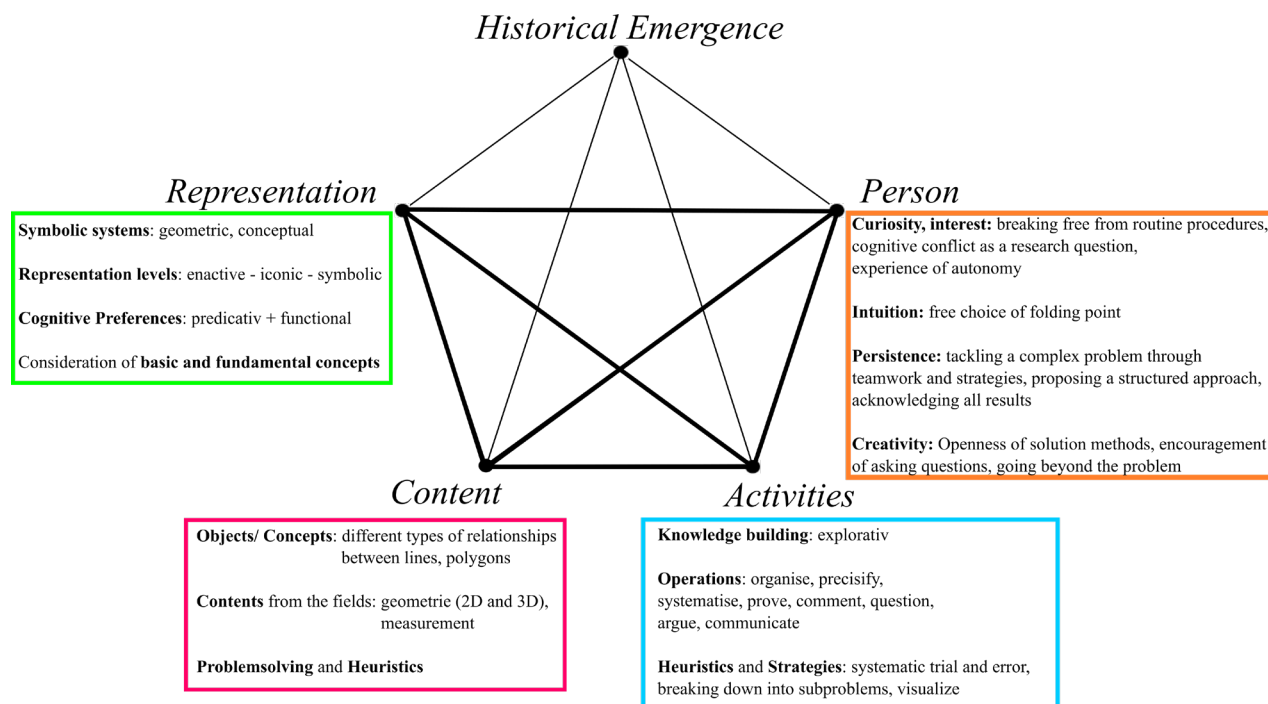 Historical Emergence
Representation
Symbolic systems: geometric, conceptual
Representation levels: enactive - iconic - symbolic
Cognitive Preferences: predicativ + functional
Consideration of basic and fundamental concepts
Person
Curiosity, interest: breaking free from routine procedures,
cognitive conflict as a research question,
experience of autonomy
Intuition: free choice of folding point
Persistence: tackling a complex problem through
teamwork and strategies, proposing a structured approach,
acknowledging all results
Creativity: Openness of solution methods, encouragement
of asking questions, going beyond the problem
Content
Objects/ Concepts: different types of relationships
between lines, polygons
Contents from the fields: geometrie (2D and 3D),
measurement
Problemsolving and Heuristics
Activities
Knowledge building: explorativ
Operations: organise, precisify,
systematise, prove, comment, question,
argue, communicate
Heuristics and Strategies: systematic trial and error,
breaking down into subproblems, visualize